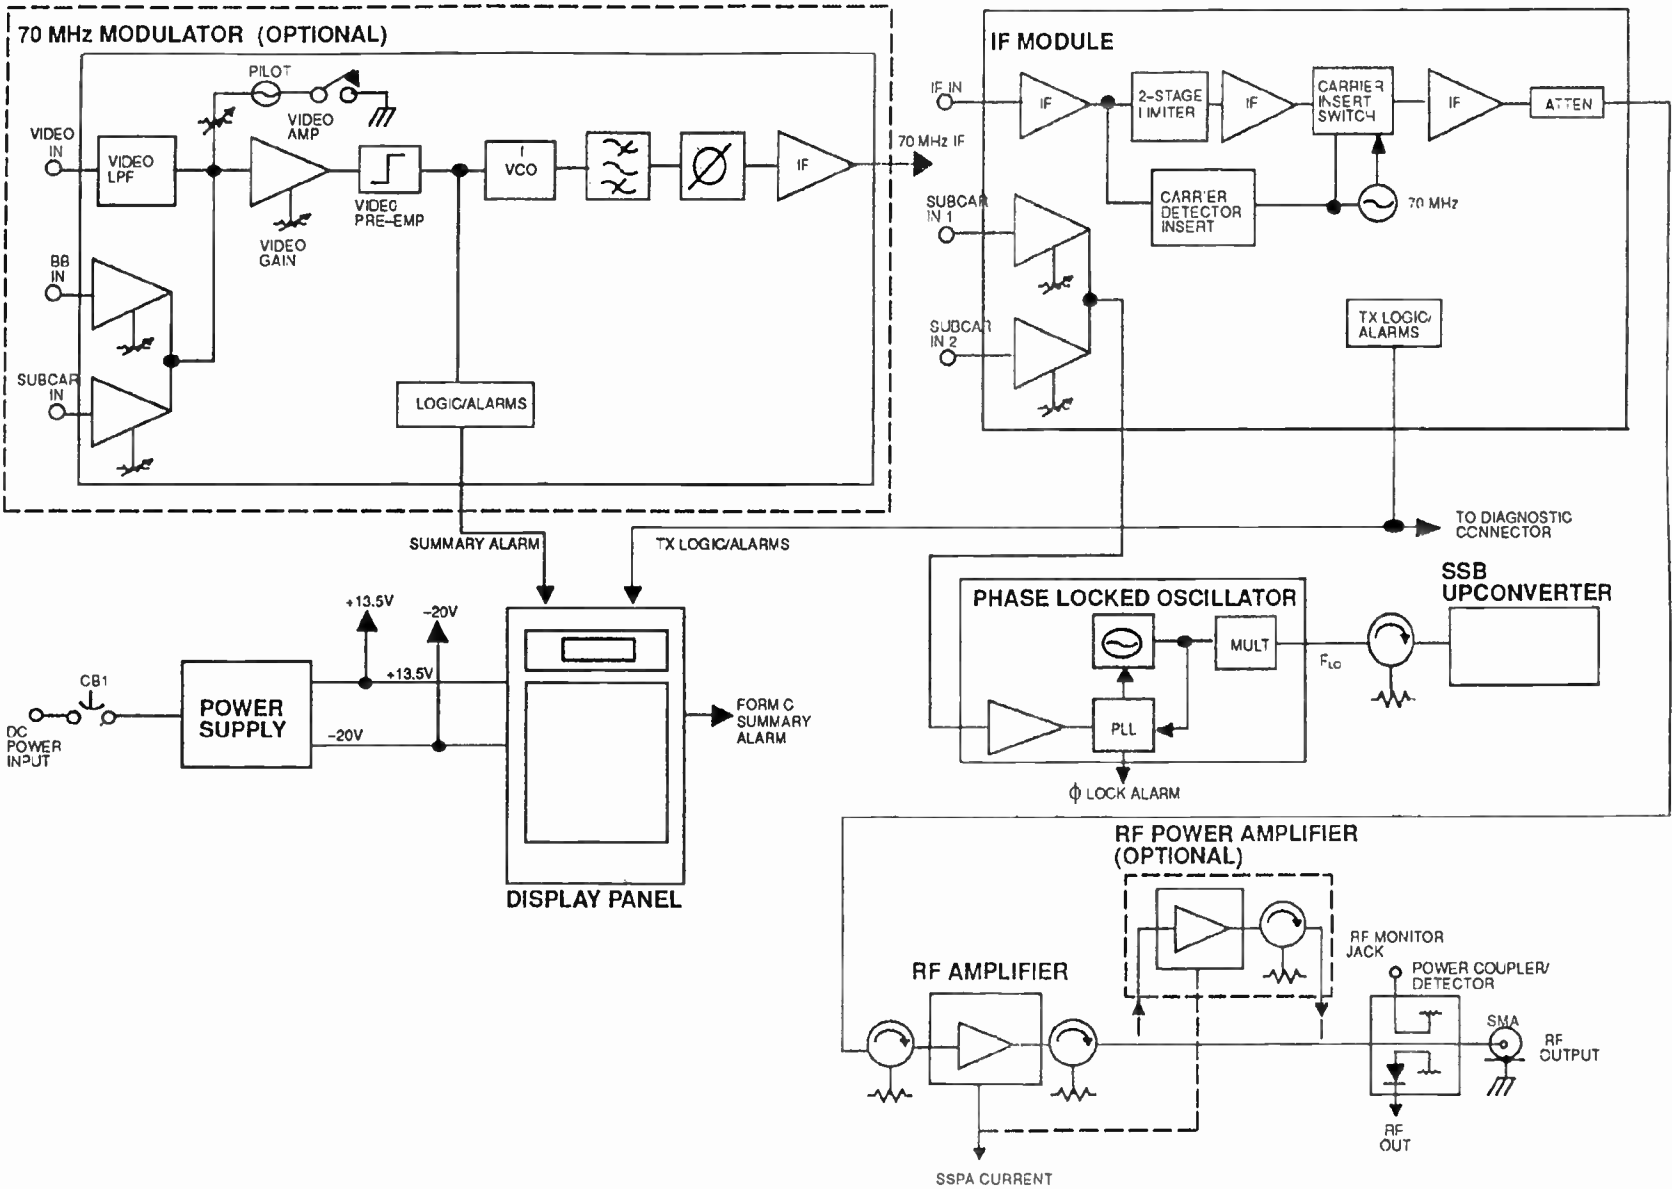 70 MHz MODULATOR (OPTIONAL)
PILOT
VIDEO
AMP
VIDEO
IN
VIDEO
LPF
VIDEO
PRE-EMP
VIDEO
GAIN
VCO
IF
70 MHz IF
BB
IN
SUBCAR
IN
LOGIC/ALARMS
IF MODULE
IF IN
IF
2-STAGE
LIMITER
IF
CARRIER
INSERT
SWITCH
IF
ATTEN
CARRIER
DETECTOR
INSERT
70 MHz
SUBCAR
IN 1
SUBCAR
IN 2
TX LOGIC/
ALARMS
SUMMARY ALARM
TX LOGIC/ALARMS
TO DIAGNOSTIC
CONNECTOR
+13.5V
-20V
CB1
DC
POWER
INPUT
POWER
SUPPLY
+13.5V
-20V
FORM C
SUMMARY
ALARM
DISPLAY PANEL
PHASE LOCKED OSCILLATOR
MULT
PLL
FLO
ϕ LOCK ALARM
SSB
UPCONVERTER
RF POWER AMPLIFIER
(OPTIONAL)
RF AMPLIFIER
RF MONITOR
JACK
POWER COUPLER/
DETECTOR
SMA
RF
OUTPUT
RF
OUT
SSPA CURRENT